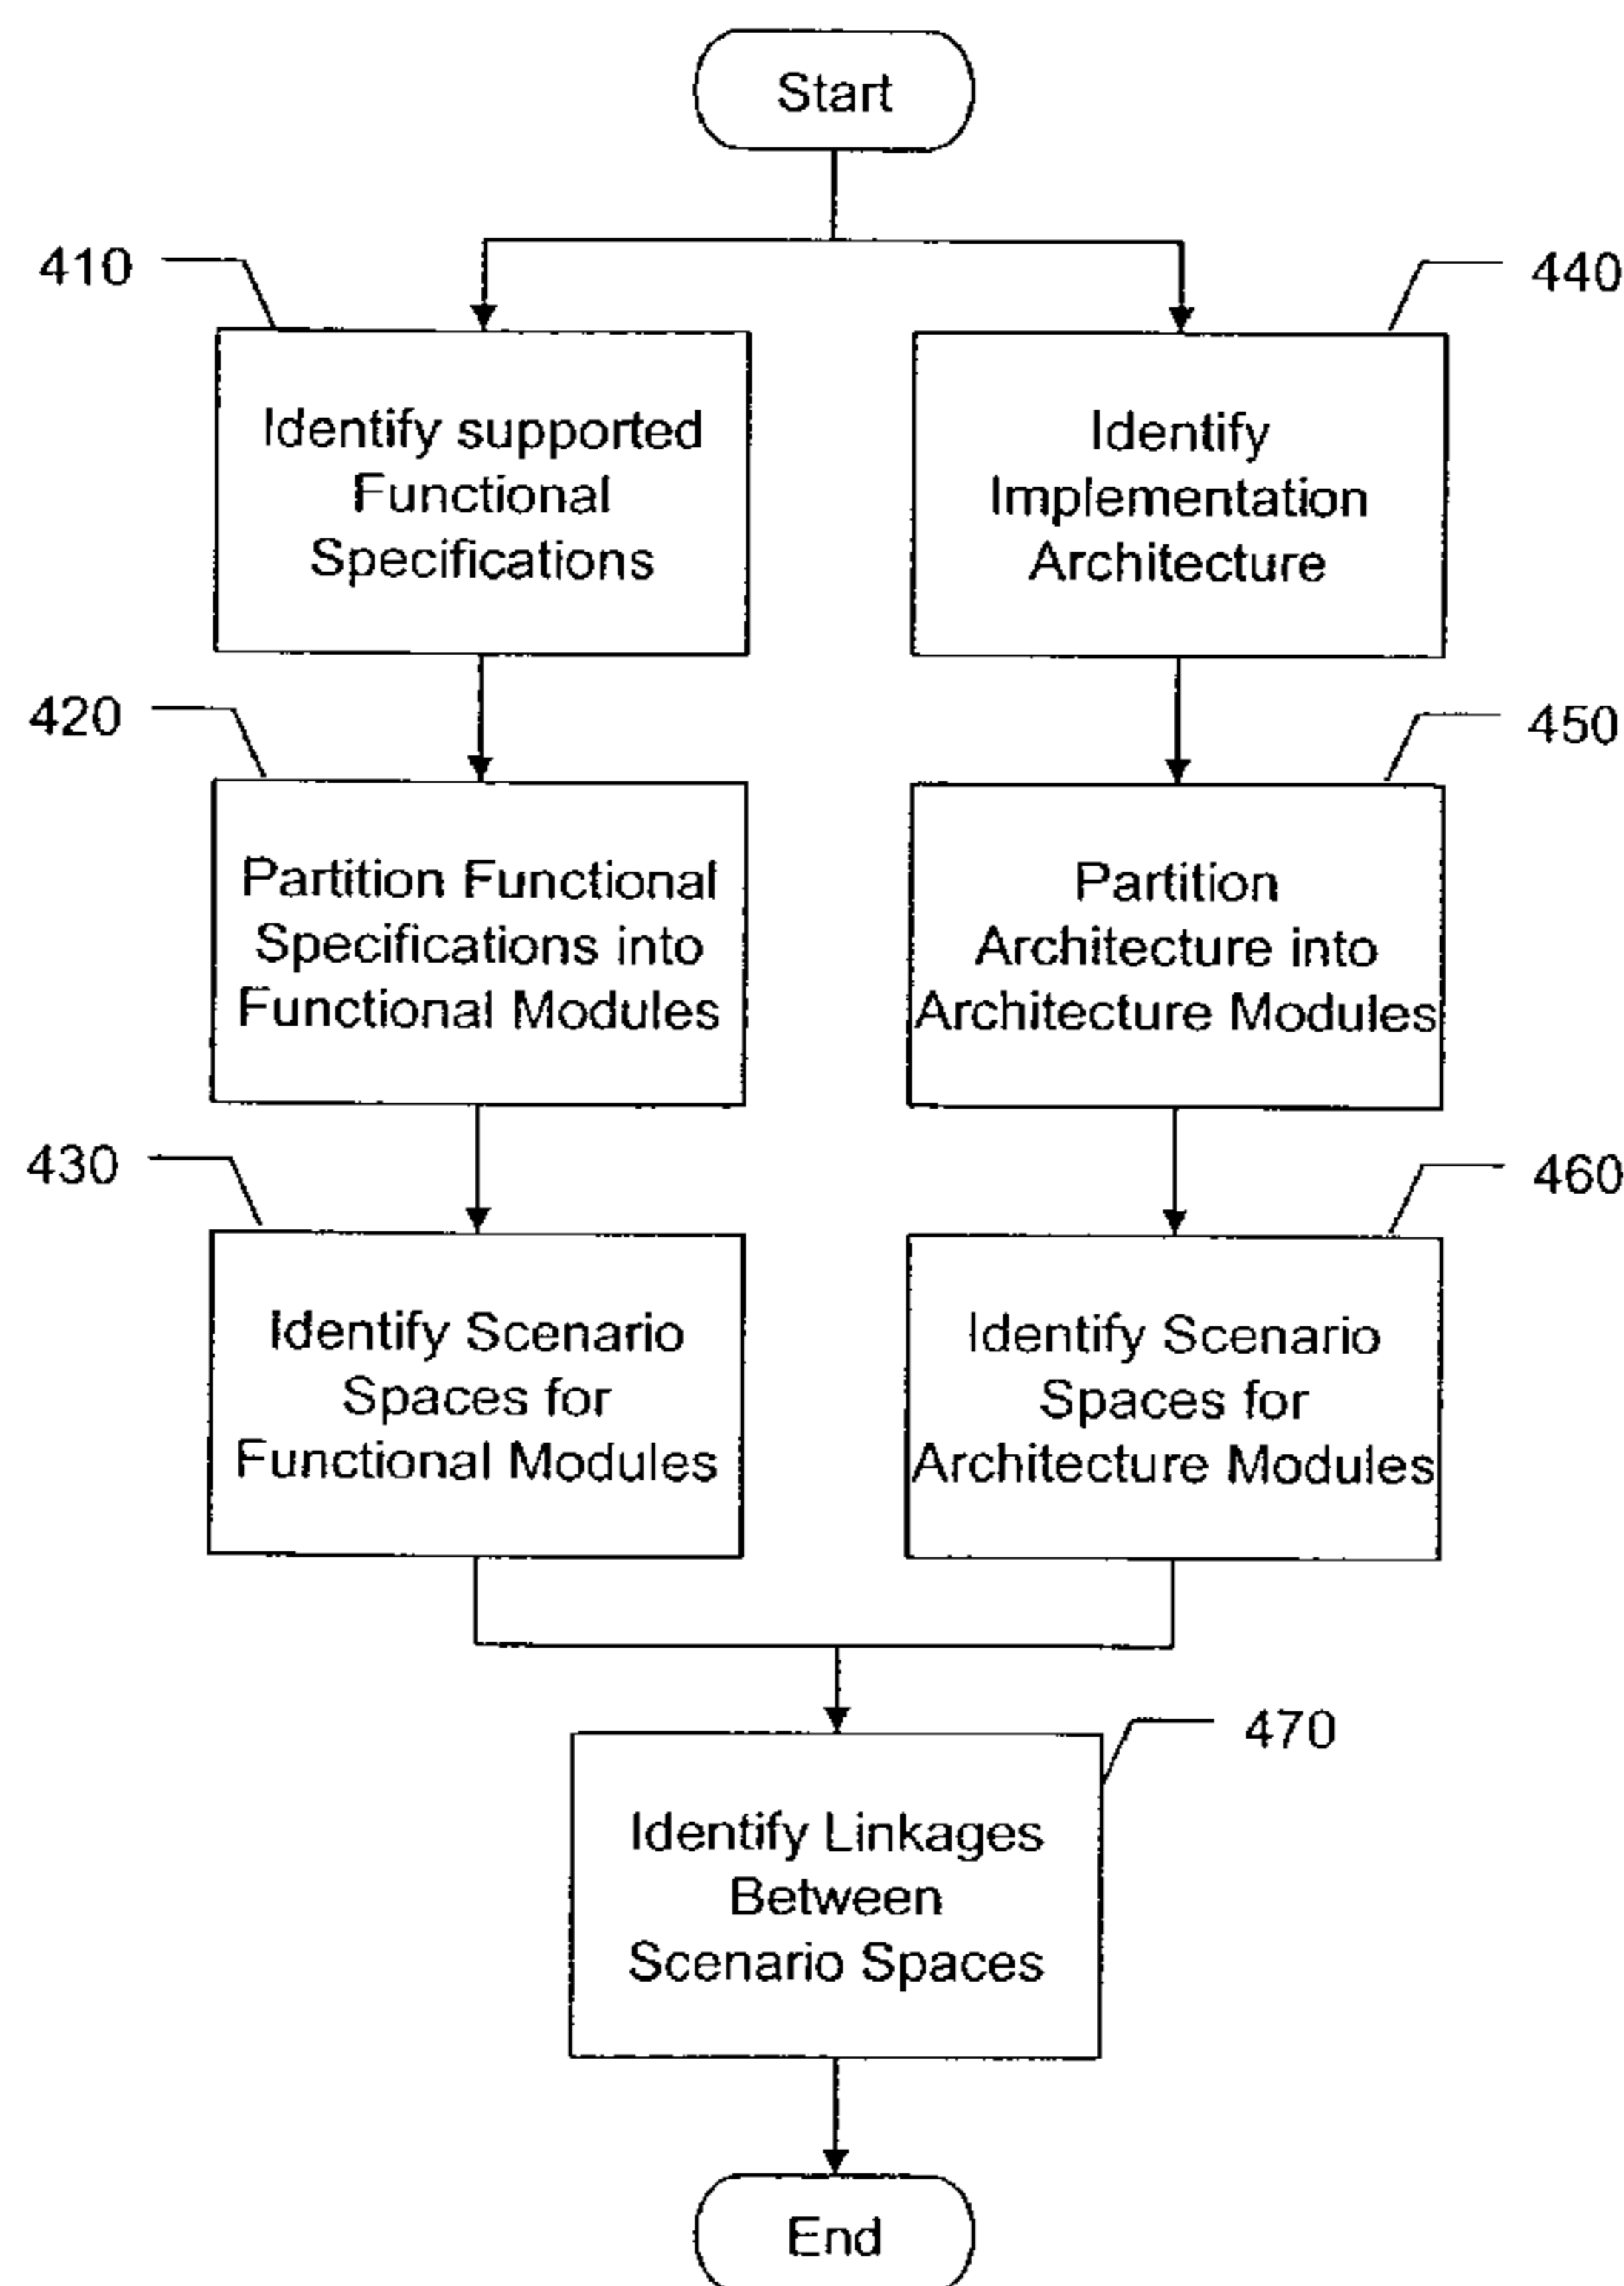 Start
410
440
Identify supported
Functional
Specifications
Identify
Implementation
Architecture
420
450
Partition Functional
Specifications into
Functional Modules
Partition
Architecture into
Architecture Modules
430
460
Identify Scenario
Spaces for
Functional Modules
Identify Scenario
Spaces for
Architecture Modules
470
Identify Linkages
Between
Scenario Spaces
End